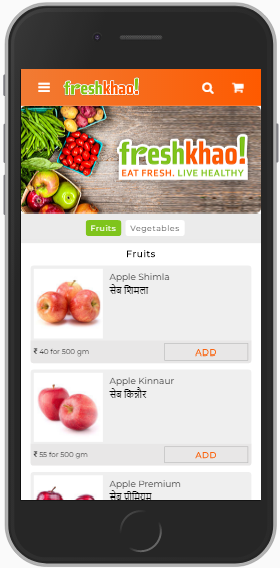 freshkhao!
freshkhao!
EAT FRESH. LIVE HEALTHY
Fruits Vegetables
Fruits
Apple Shimla
सेब शिमला
₹ 40 for 500 gm ADD
Apple Kinnaur
सेब किन्नौर
₹ 55 for 500 gm ADD
Apple Premium
सेब प्रीमियम